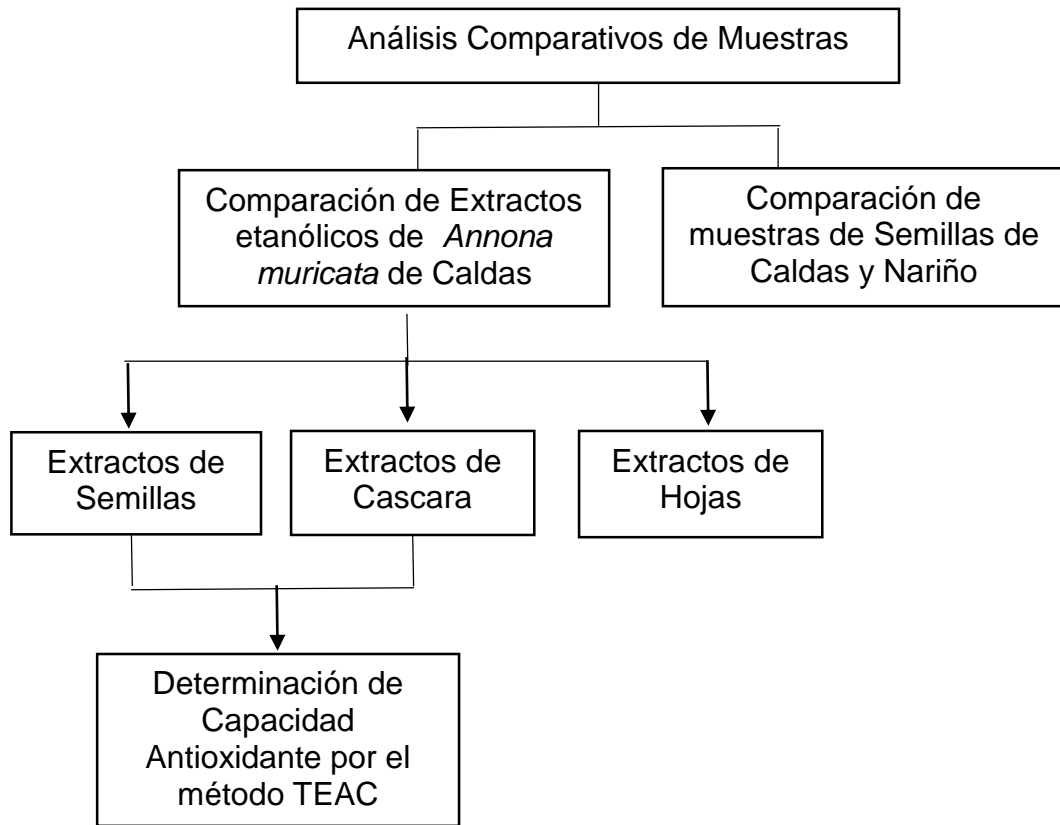 Análisis Comparativos de Muestras
Comparación de Extractos
etanólicos de Annona
muricata de Caldas
Comparación de
muestras de Semillas de
Caldas y Nariño
Extractos de
Semillas
Extractos de
Cascara
Extractos de
Hojas
Determinación de
Capacidad
Antioxidante por el
método TEAC